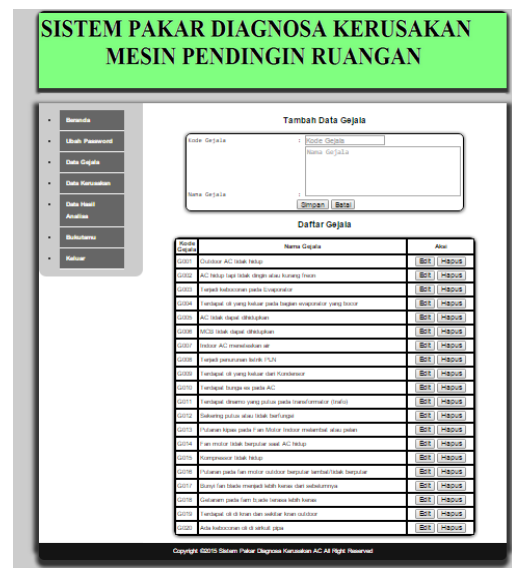 SISTEM PAKAR DIAGNOSA KERUSAKAN
MESIN PENDINGIN RUANGAN
Beranda
Ubah Password
Data Gejala
Data Kerusakan
Data Hasil
Analisa
Bukutamu
Keluar
Tambah Data Gejala
Kode Gejala : Kode Gejala
Nama Gejala
Nama Gejala :
Simpan Batal
Daftar Gejala
Kode Gejala Nama Gejala Aksi
G001 Outdoor AC tidak hidup Edit Hapus
G002 AC hidup tapi tidak dingin atau kurang freon Edit Hapus
G003 Terjadi kebocoran pada Evaporator Edit Hapus
G004 Terdapat oli yang keluar pada bagian evaporator yang bocor Edit Hapus
G005 AC tidak dapat dihidupkan Edit Hapus
G006 MCB tidak dapat dihidupkan Edit Hapus
G007 Indoor AC meneteskan air Edit Hapus
G008 Terjadi penurunan listrik PLN Edit Hapus
G009 Terdapat oli yang keluar dari Kondensor Edit Hapus
G010 Terdapat bunga es pada AC Edit Hapus
G011 Terdapat dinamo yang putus pada transformator (trafo) Edit Hapus
G012 Sekering putus atau tidak berfungsi Edit Hapus
G013 Putaran kipas pada Fan Motor Indoor melambat atau pelan Edit Hapus
G014 Fan motor tidak berputar saat AC hidup Edit Hapus
G015 Kompressor tidak hidup Edit Hapus
G016 Putaran pada fan motor outdoor berputar lambat/tidak berputar Edit Hapus
G017 Bunyi fan blade menjadi lebih keras dari sebelumnya Edit Hapus
G018 Getaran pada fam b;ade terasa lebih keras Edit Hapus
G019 Terdapat oli di kran dan sekitar kran outdoor Edit Hapus
G020 Ada kebocoran oli di sirkuit pipa Edit Hapus
Copyright ©2015 Sistem Pakar Diagnosa Kerusakan AC All Right Reserved